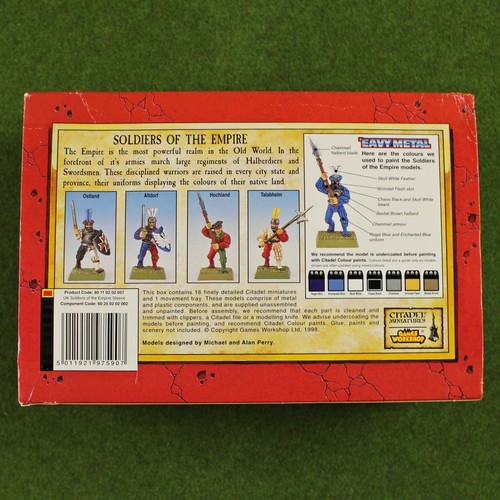 SOLDIERS OF THE EMPIRE
The Empire is the most powerful realm in the Old World. In the
forefront of it's armies march large regiments of Halberdiers and
Swordsmen. These disciplined warriors are raised in every city state and
province, their uniforms displaying the colours of their native land.
Ostland
Altdorf
Hochland
Talabheim
'EAVY METAL
Here are the colours we
used to paint the Soldiers
of the Empire models.
Chainmail
halberd blade
Skull White Feather
Bronzed Flesh skin
Chaos Black and Skull White
beard
Bestial Brown halberd
Chainmail armour
Regal Blue and Enchanted Blue
uniform
We recommend the model is undercoated before painting
with Citadel Colour paints.
Product Code: 60 11 02 02 007
UK Soldiers of the Empire Sleeve
Component Code: 60 25 02 02 002
5 011921 975907
This box contains 16 finely detailed Citadel miniatures
and 1 movement tray. These models comprise of metal
and plastic components, and are supplied unassembled
and unpainted. Before assembly, we recommend that each part is cleaned and
trimmed with clippers, a Citadel file or a modelling knife. We advise undercoating the
models before painting, and recommend Citadel Colour paints. Glue, paints and
scenery not included. © Copyright Games Workshop Ltd, 1998.
Models designed by Michael and Alan Perry.
CITADEL
MINIATURES
GAMES
WORKSHOP